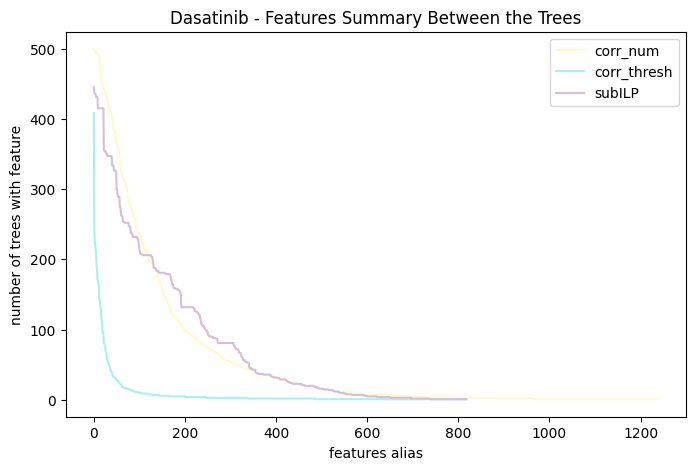 Dasatinib - Features Summary Between the Trees
corr_num
corr_thresh
subILP
number of trees with feature
500
400
300
200
100
0
0 200 400 600 800 1000 1200
features alias